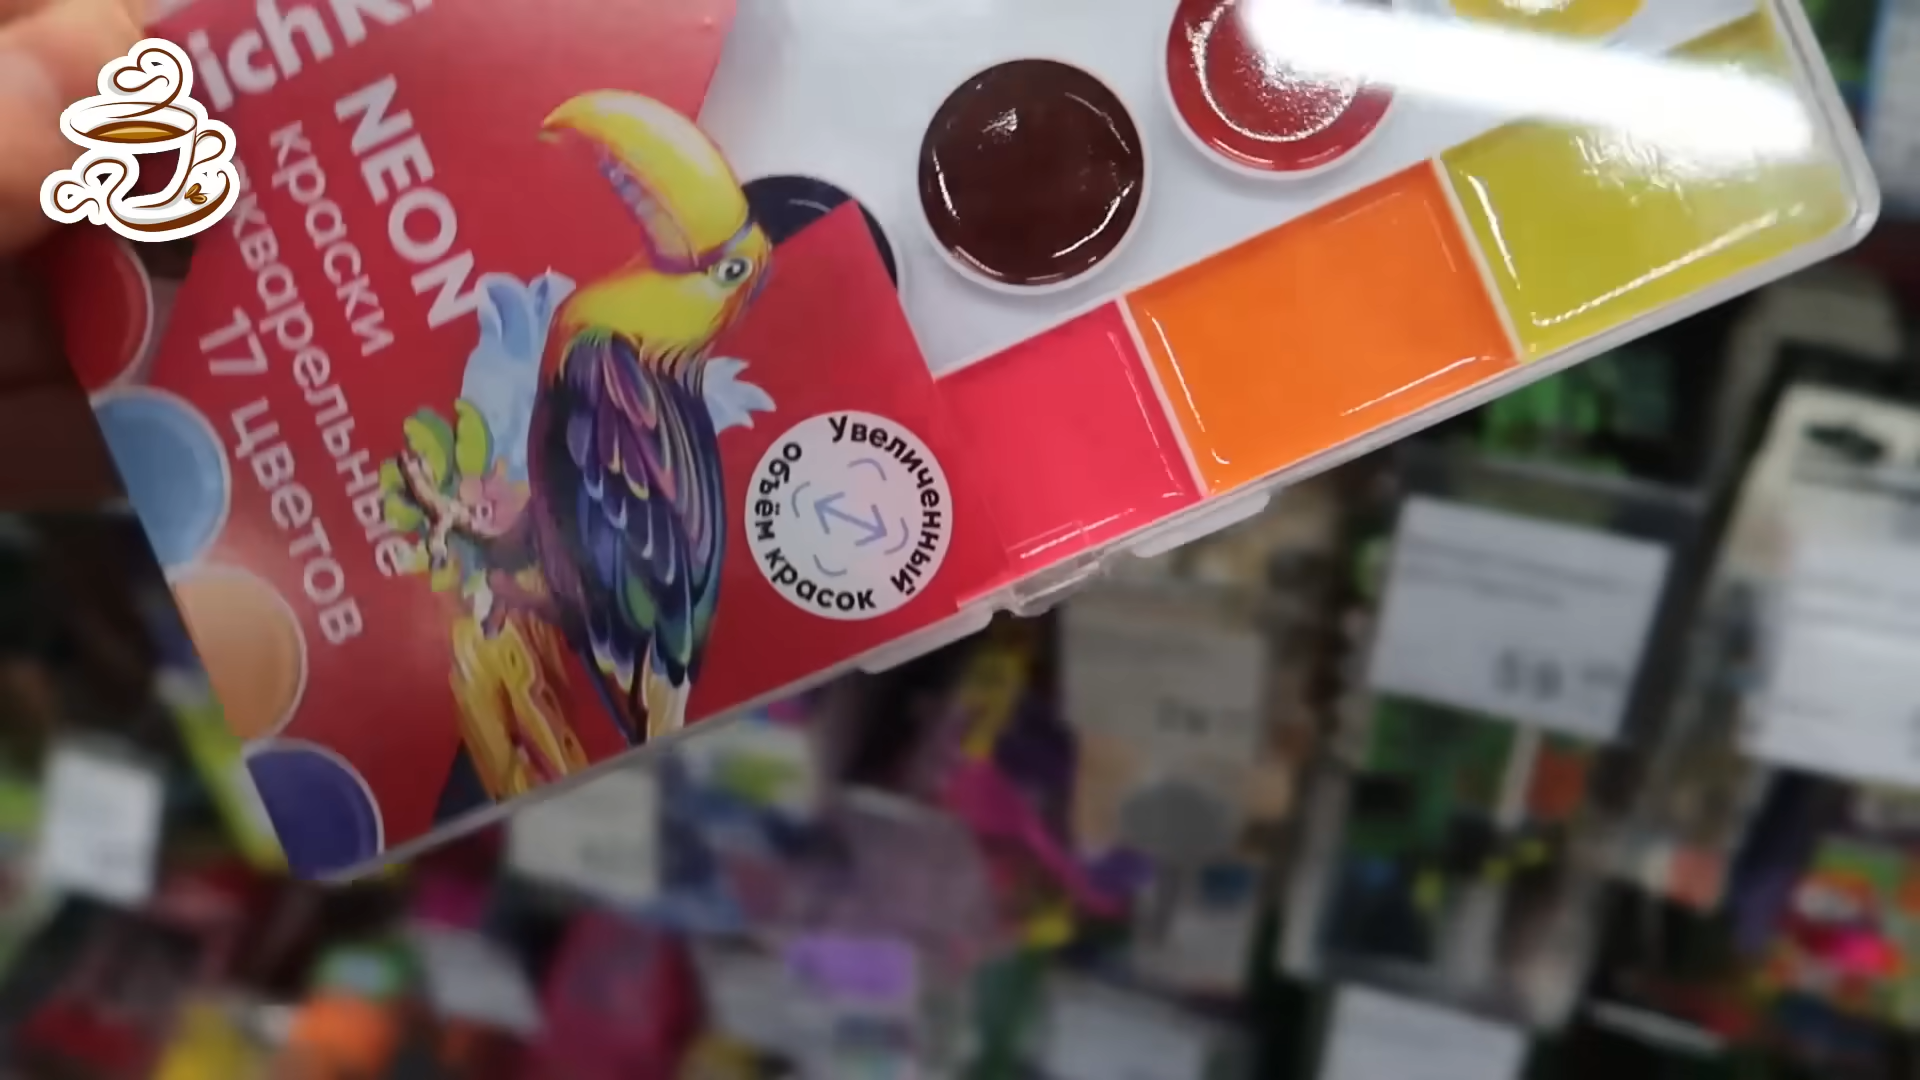 NEON
краски
акварельные
17 цветов
Увеличенный
объём красок